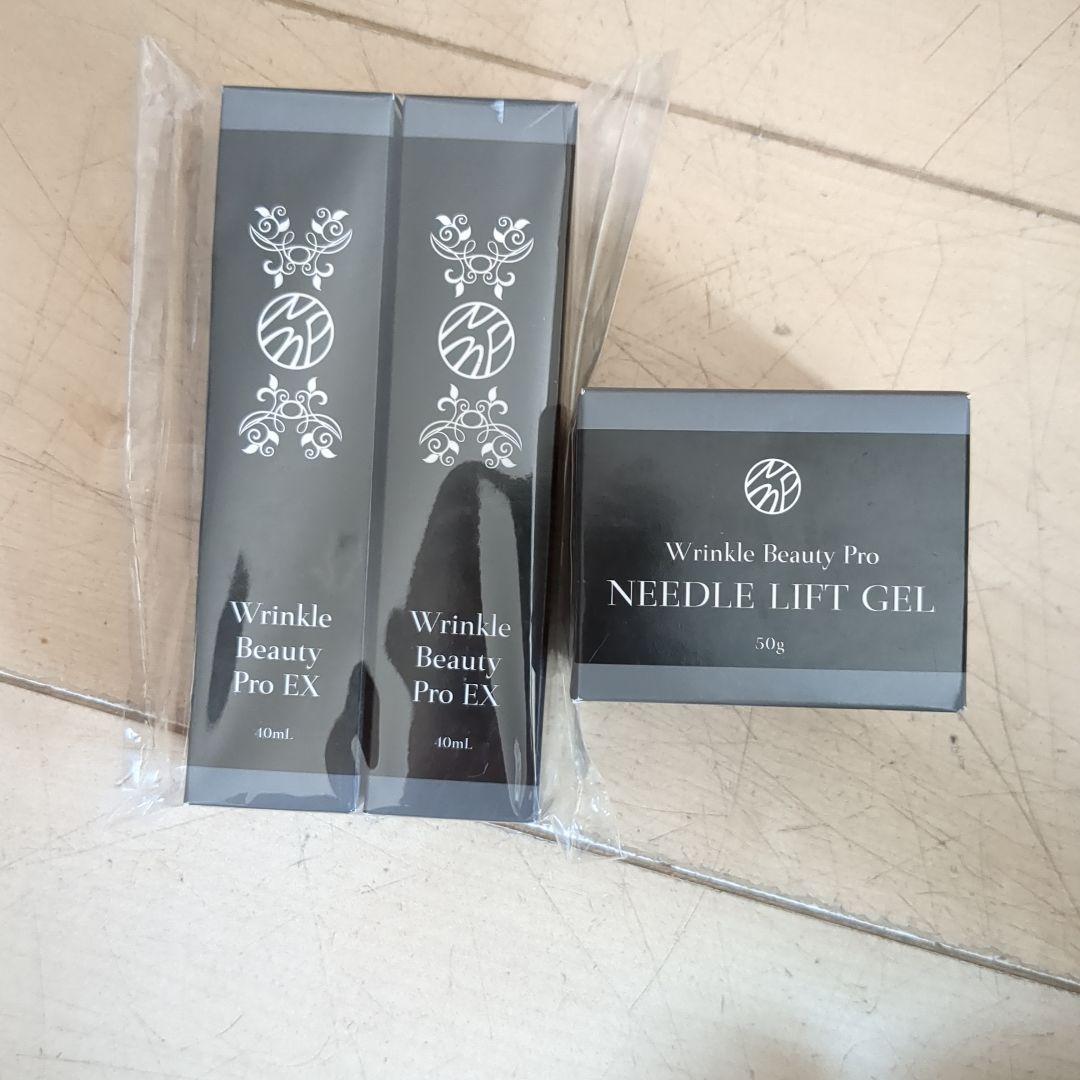 Wrinkle
Beauty
Pro EX
40mL
Wrinkle
Beauty
Pro EX
40mL
Wrinkle Beauty Pro
NEEDLE LIFT GEL
50g